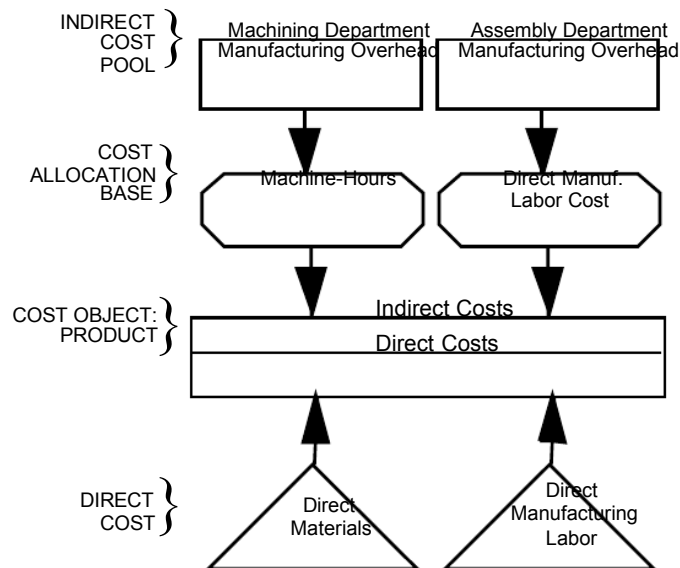 INDIRECT
COST
POOL
Machining Department
Manufacturing Overhead
Assembly Department
Manufacturing Overhead
COST
ALLOCATION
BASE
Machine-Hours
Direct Manuf.
Labor Cost
COST OBJECT:
PRODUCT
Indirect Costs
Direct Costs
DIRECT
COST
Direct
Materials
Direct
Manufacturing
Labor